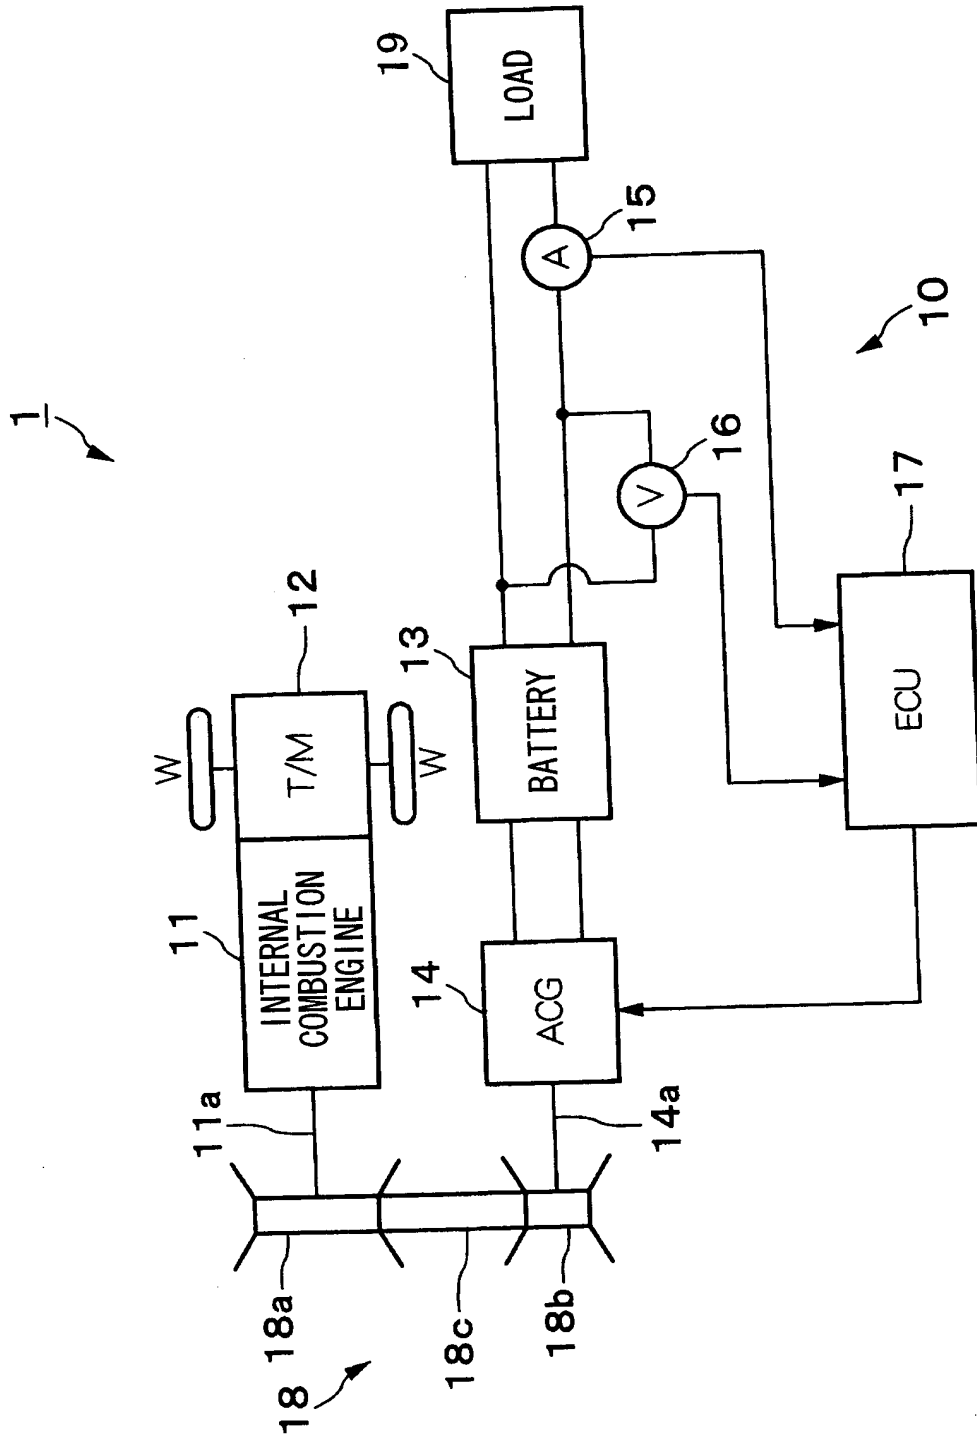 1
18
18a
18c
18b
11a
14a
11
INTERNAL
COMBUSTION
ENGINE
T/M
12
W
W
14
ACG
13
BATTERY
16
V
15
A
19
LOAD
17
ECU
10